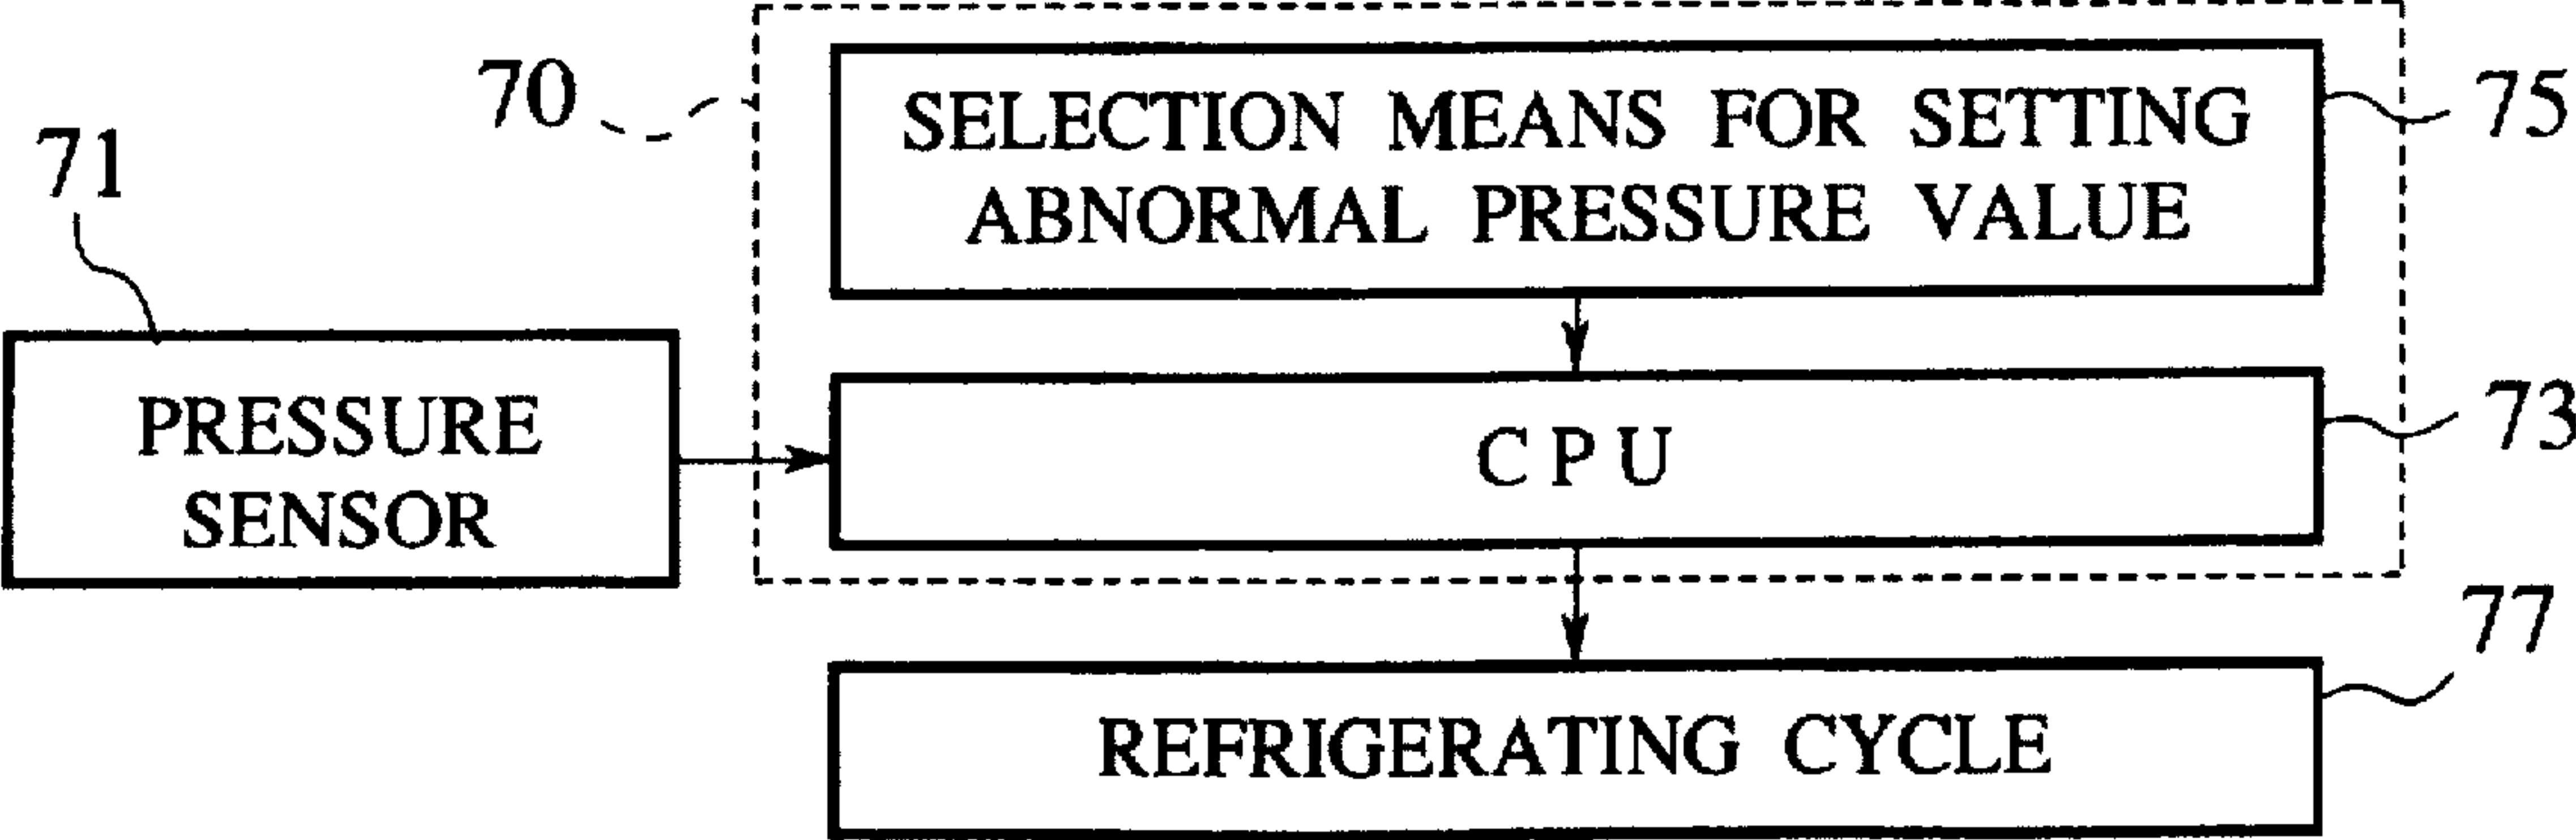 70
SELECTION MEANS FOR SETTING
ABNORMAL PRESSURE VALUE
75
71
PRESSURE
SENSOR
CPU
73
77
REFRIGERATING CYCLE